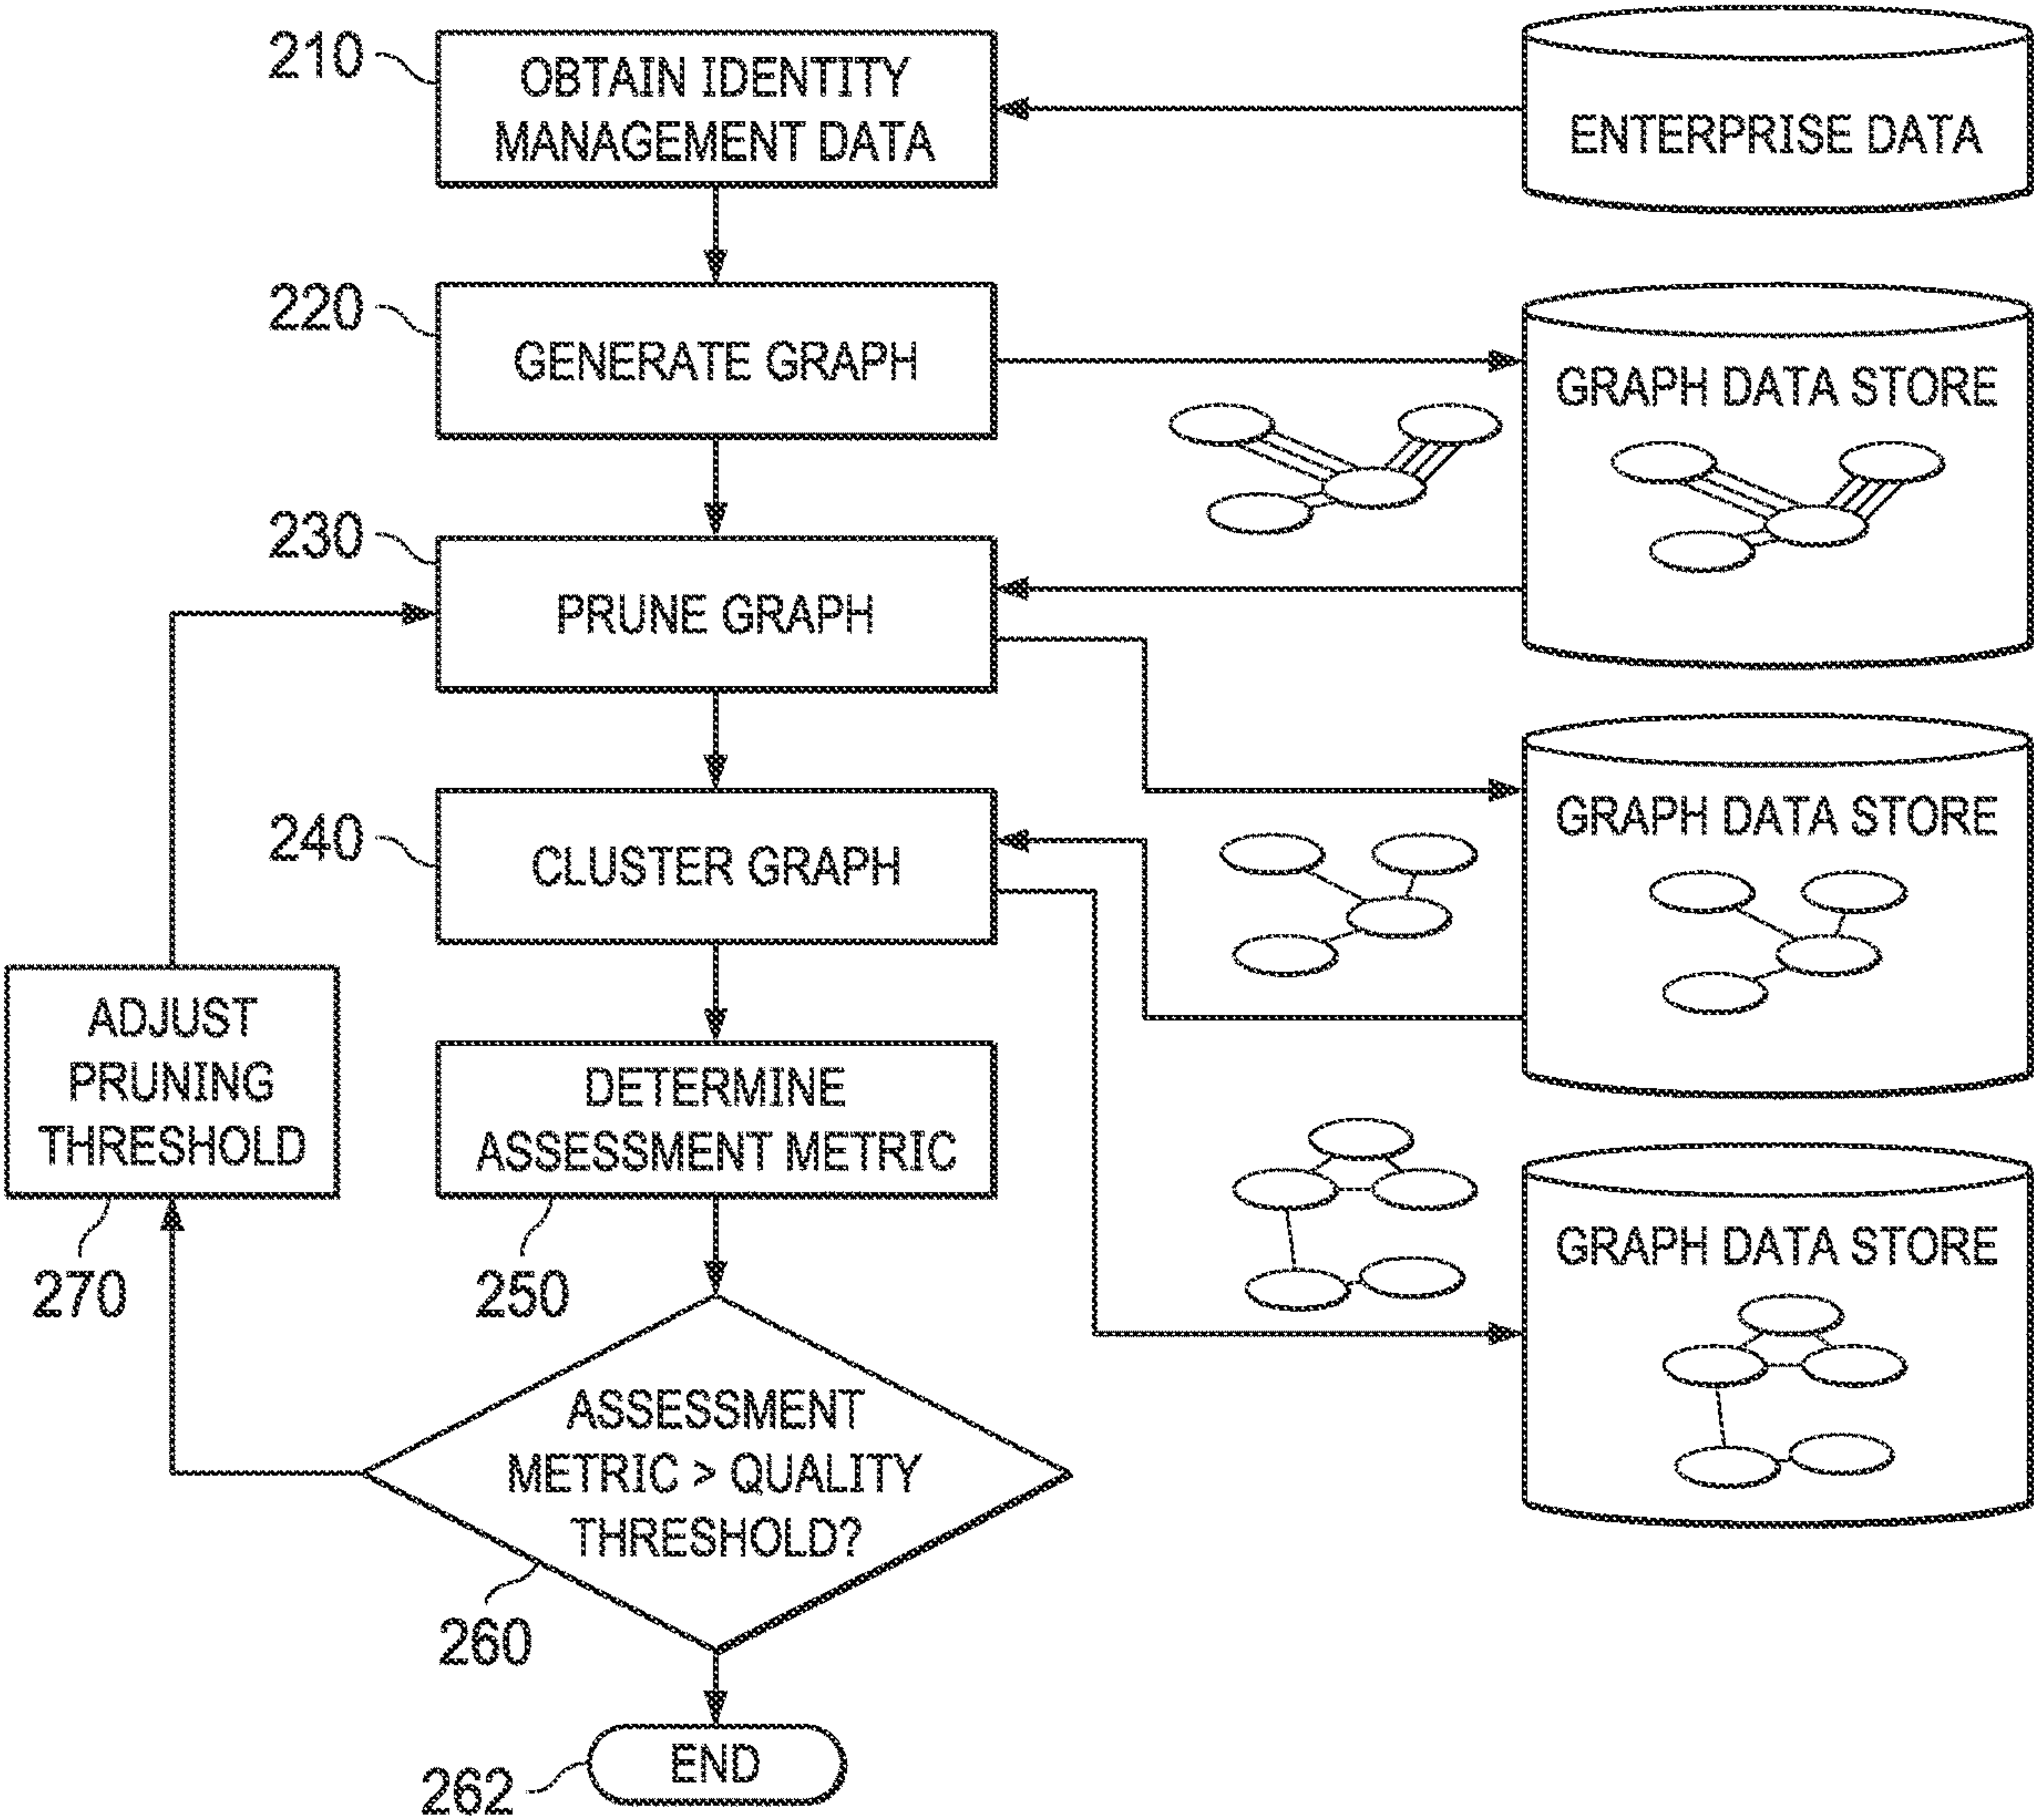 210
OBTAIN IDENTITY
MANAGEMENT DATA
ENTERPRISE DATA
220
GENERATE GRAPH
GRAPH DATA STORE
230
PRUNE GRAPH
240
CLUSTER GRAPH
GRAPH DATA STORE
ADJUST
PRUNING
THRESHOLD
270
DETERMINE
ASSESSMENT METRIC
250
GRAPH DATA STORE
ASSESSMENT
METRIC > QUALITY
THRESHOLD?
260
END
262